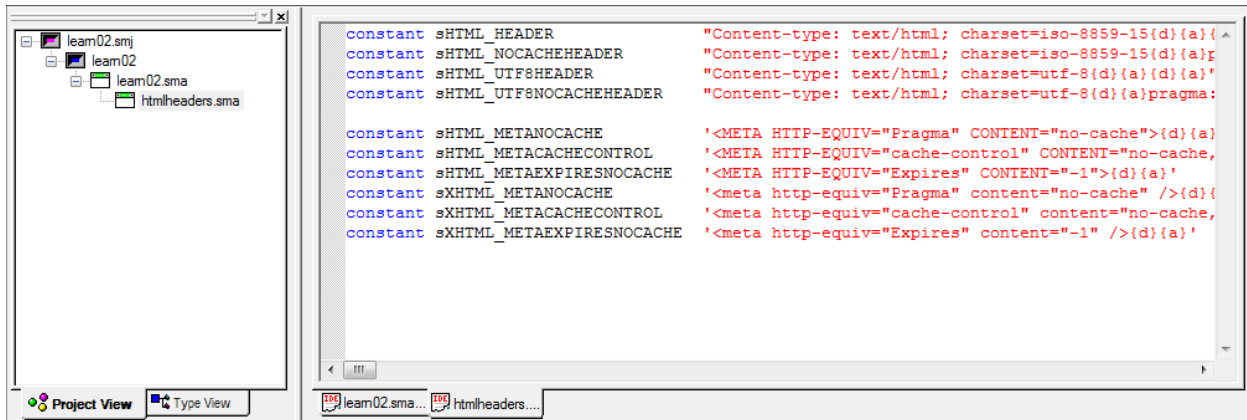 learn02.smj
learn02
learn02.sma
htmlheaders.sma
Project View
Type View
constant sHTML_HEADER "Content-type: text/html; charset=iso-8859-15{d}{a}{
constant sHTML_NOCACHEHEADER "Content-type: text/html; charset=iso-8859-15{d}{a}p
constant sHTML_UTF8HEADER "Content-type: text/html; charset=utf-8{d}{a}{d}{a}"
constant sHTML_UTF8NOCACHEHEADER "Content-type: text/html; charset=utf-8{d}{a}pragma:
constant sHTML_METANOCACHE '<META HTTP-EQUIV="Pragma" CONTENT="no-cache">{d}{a}
constant sHTML_METACACHECONTROL '<META HTTP-EQUIV="cache-control" CONTENT="no-cache,
constant sHTML_METAEXPIRESNOCACHE '<META HTTP-EQUIV="Expires" CONTENT="-1">{d}{a}'
constant sXHTML_METANOCACHE '<meta http-equiv="Pragma" content="no-cache" />{d}{
constant sXHTML_METACACHECONTROL '<meta http-equiv="cache-control" content="no-cache,
constant sXHTML_METAEXPIRESNOCACHE '<meta http-equiv="Expires" content="-1" />{d}{a}'
IDE learn02.sma...
IDE htmlheaders....